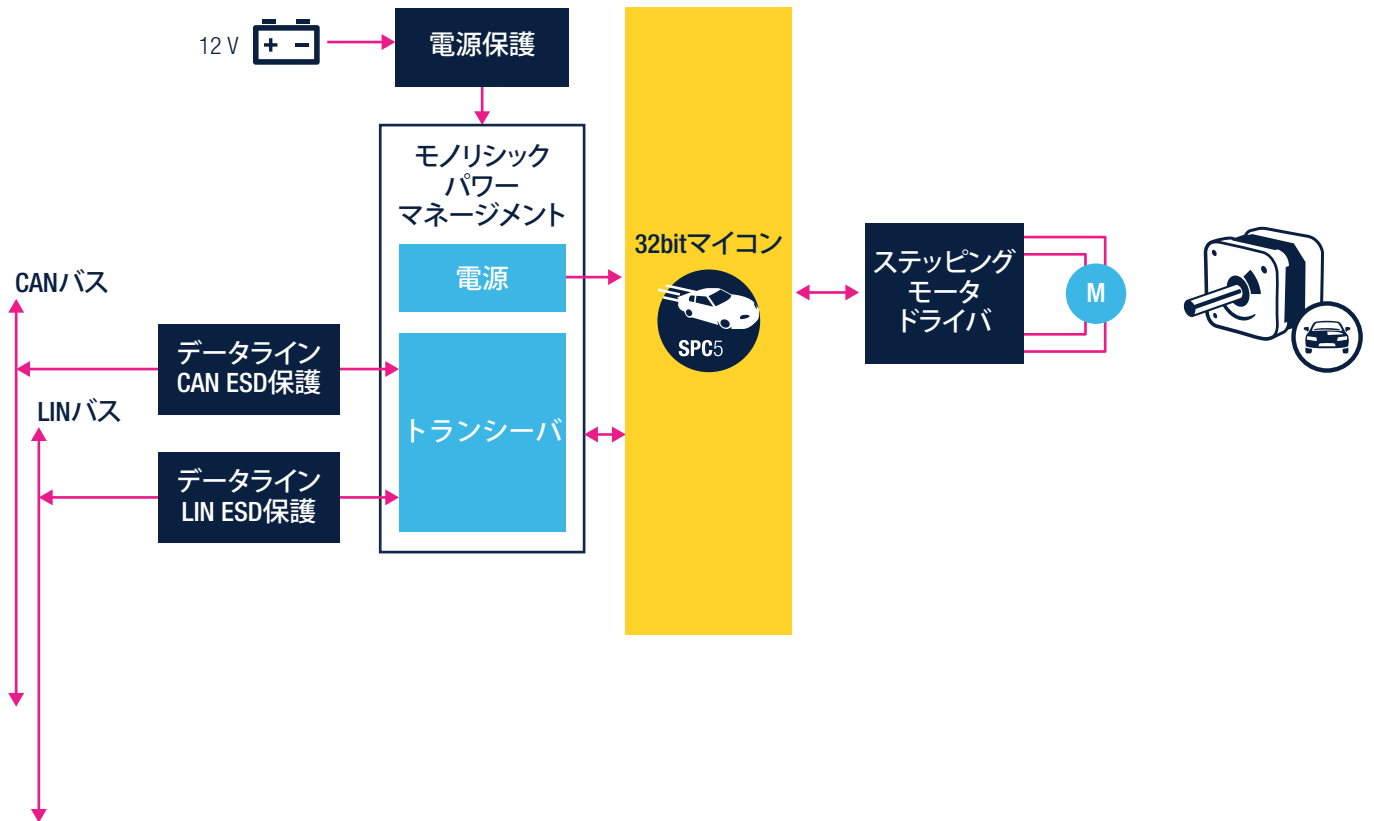 12 V
+ −
電源保護
モノリシック
パワー
マネージメント
電源
トランシーバ
CANバス
データライン
CAN ESD保護
LINバス
データライン
LIN ESD保護
32bitマイコン
SPC5
ステッピング
モータ
ドライバ
M